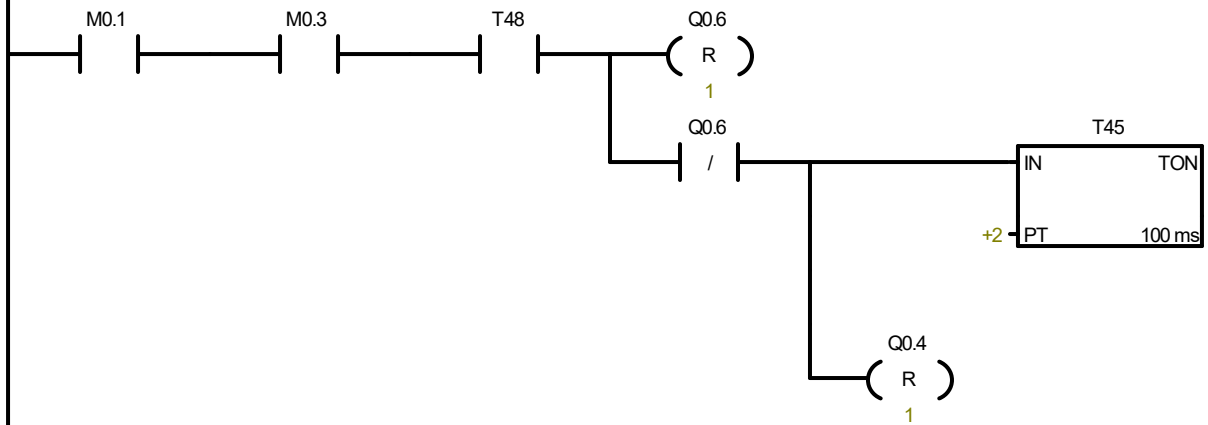 M0.1 M0.3 T48 Q0.6
R
1
Q0.6 T45
/ IN TON
+2 PT 100 ms
Q0.4
R
1